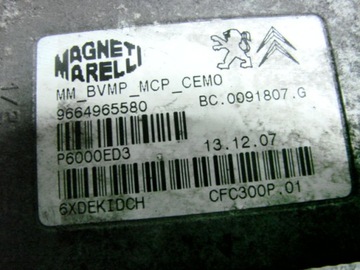 MAGNETI
MARELLI
MM_BVMP_MCP_CEMO
9664965580 BC.0091807.G
P6000ED3 13.12.07
6XDEKIDCH CFC300P.01